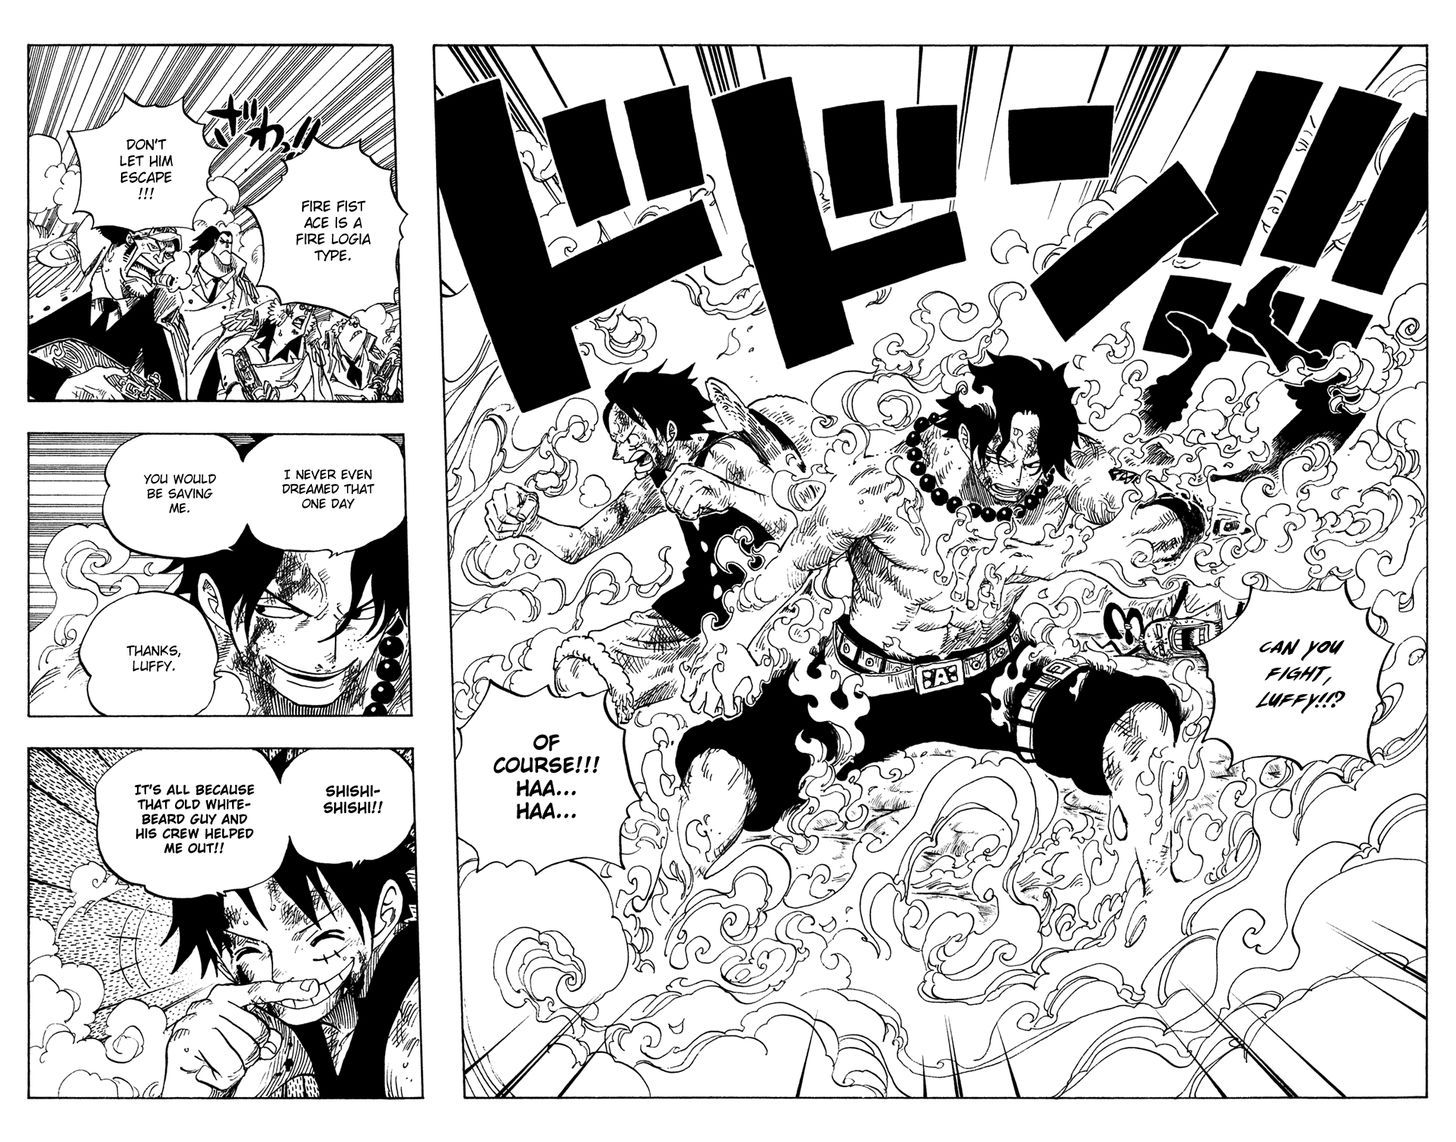 ドドン!!!
CAN YOU
FIGHT,
LUFFY!!?
OF
COURSE!!!
HAA...
HAA...
A
ざわっ!!
FIRE FIST
ACE IS A
FIRE LOGIA
TYPE.
DON'T
LET HIM
ESCAPE
!!!
I NEVER EVEN
DREAMED THAT
ONE DAY
YOU WOULD
BE SAVING
ME.
THANKS,
LUFFY.
SHISHI-
SHISHI!!
IT'S ALL BECAUSE
THAT OLD WHITE-
BEARD GUY AND
HIS CREW HELPED
ME OUT!!